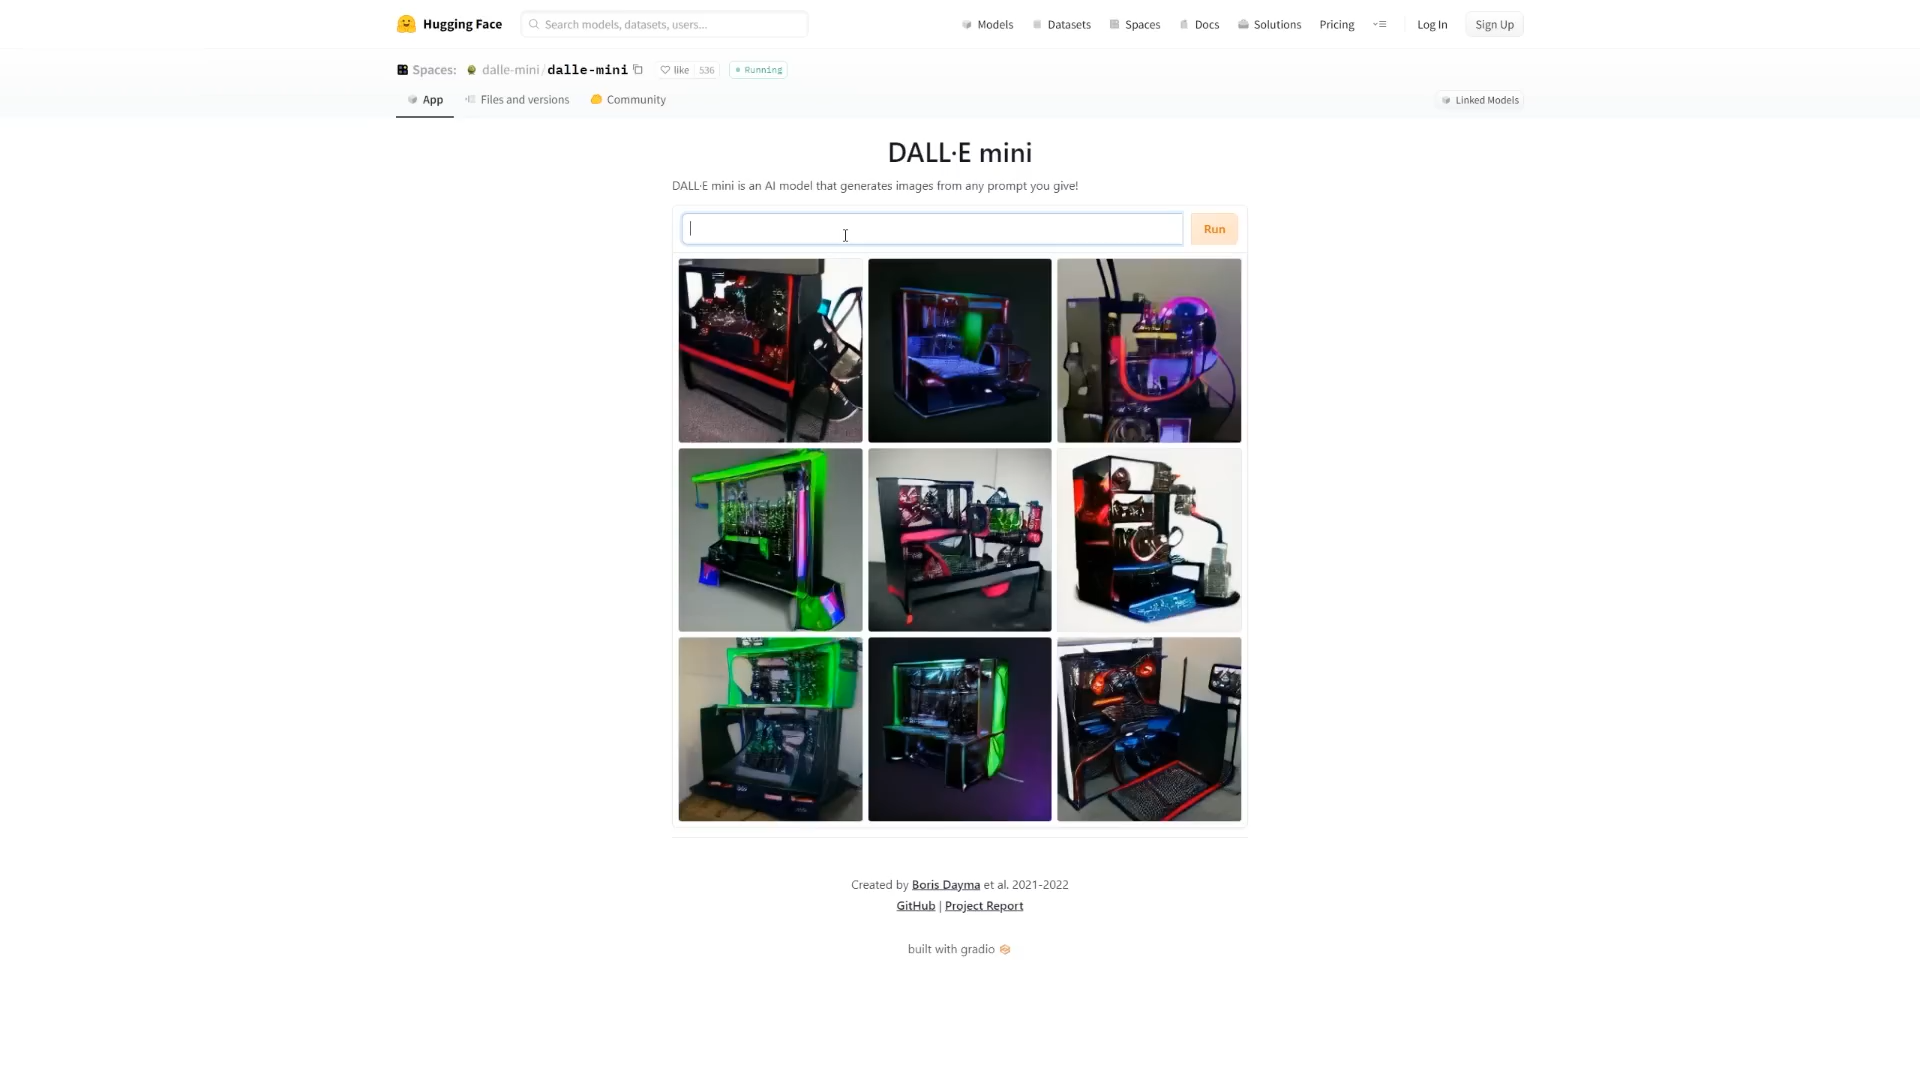 Hugging Face
Search models, datasets, users...
Models
Datasets
Spaces
Docs
Solutions
Pricing
Log In
Sign Up
Spaces:
dalle-mini/dalle-mini
like
536
Running
App
Files and versions
Community
Linked Models
DALL·E mini
DALL·E mini is an AI model that generates images from any prompt you give!
Run
Created by Boris Dayma et al. 2021-2022
GitHub | Project Report
built with gradio